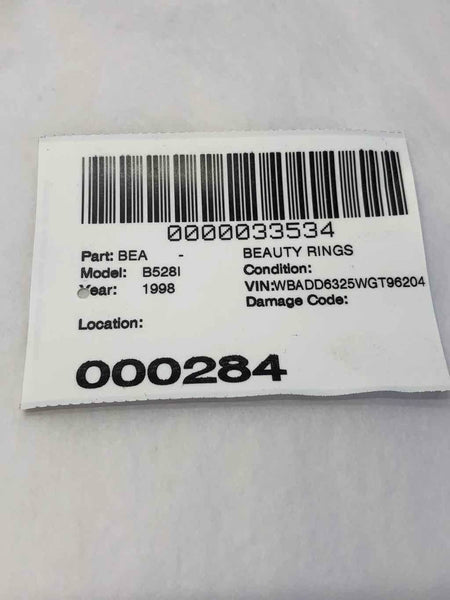 0000033534
Part: BEA - BEAUTY RINGS
Model: B528I Condition:
Year: 1998 VIN:WBADD6325WGT96204
Damage Code:
Location:
000284